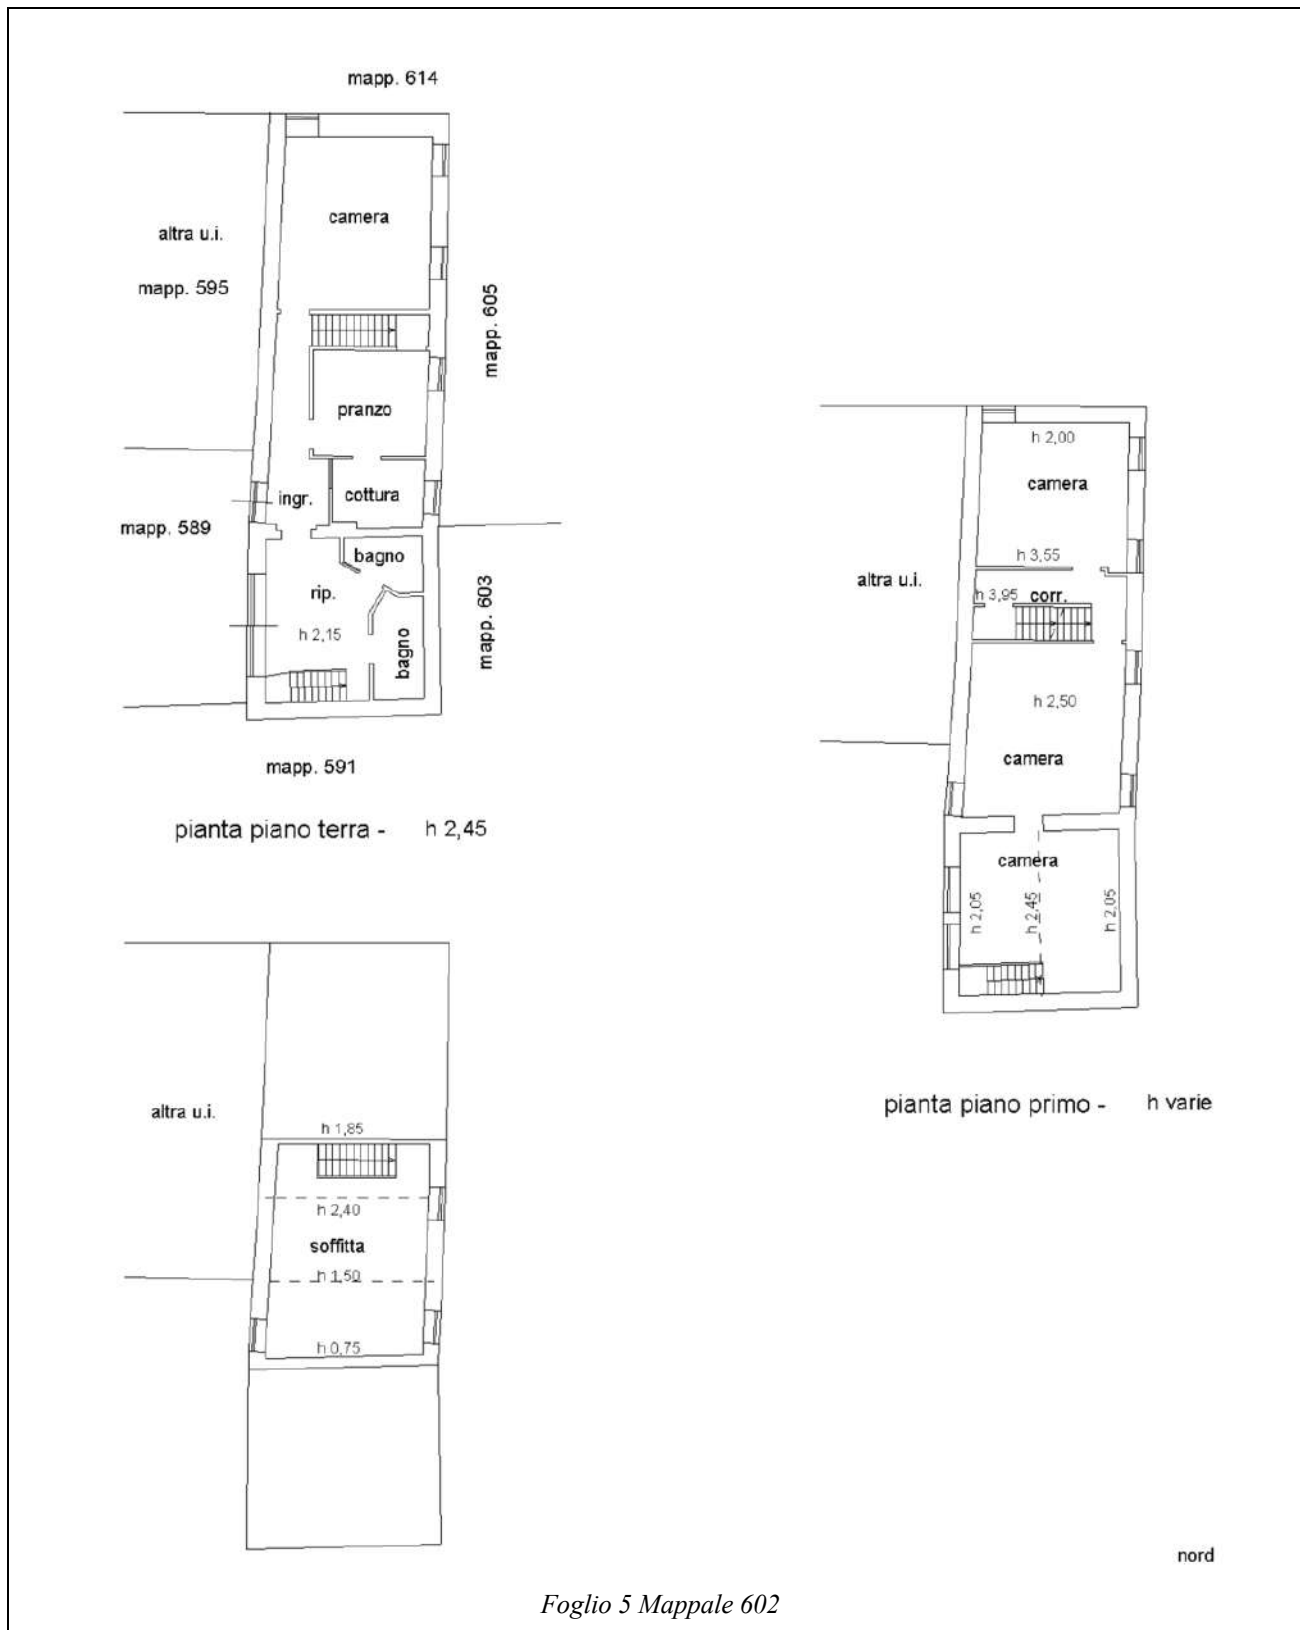 mapp. 614
camera
altra u.i.
mapp. 595
mapp. 605
pranzo
ingr.
cottura
mapp. 589
bagno
rip.
mapp. 603
h 2,15
bagno
mapp. 591
pianta piano terra - h 2,45
h 2,00
camera
h 3,55
altra u.i.
h 3,95 corr.
h 2,50
camera
camera
h 2,05
h 2,45
h 2,05
pianta piano primo - h varie
altra u.i.
h 1,85
h 2,40
soffitta
h 1,50
h 0,75
nord
Foglio 5 Mappale 602